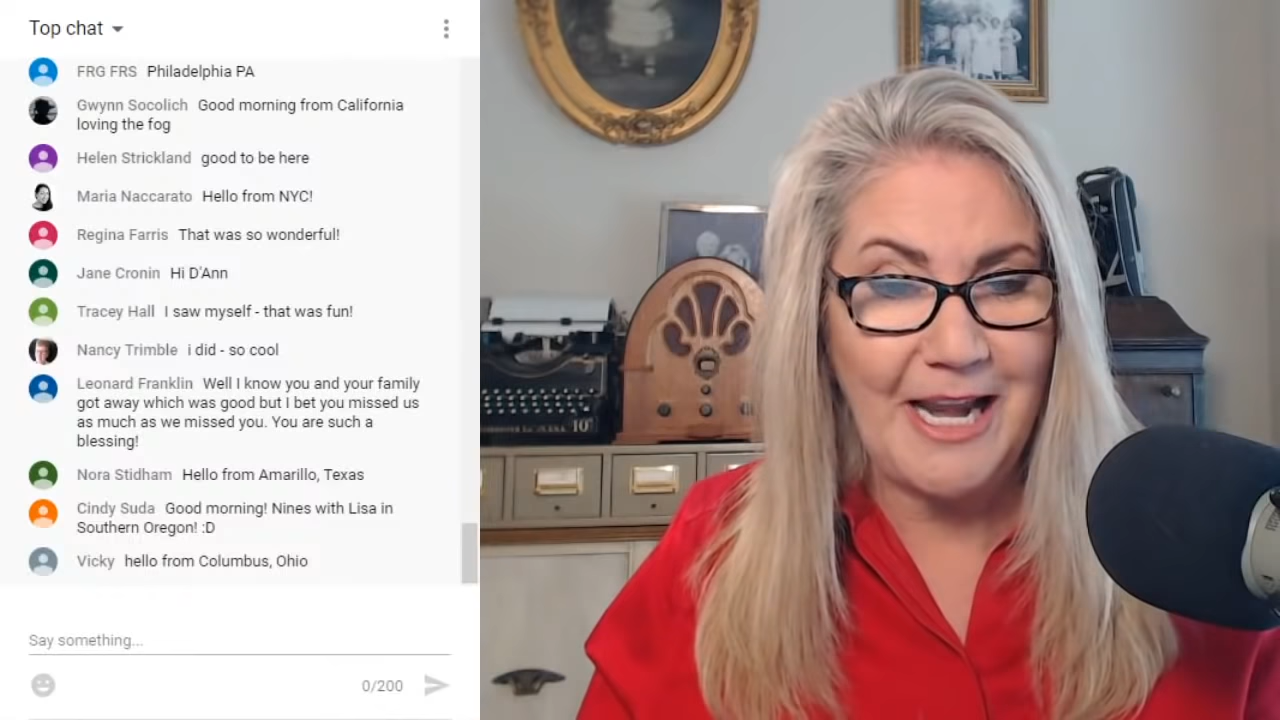 Top chat
FRG FRS Philadelphia PA
Gwynn Socolich Good morning from California
loving the fog
Helen Strickland good to be here
Maria Naccarato Hello from NYC!
Regina Farris That was so wonderful!
Jane Cronin Hi D'Ann
Tracey Hall I saw myself - that was fun!
Nancy Trimble i did - so cool
Leonard Franklin Well I know you and your family
got away which was good but I bet you missed us
as much as we missed you. You are such a
blessing!
Nora Stidham Hello from Amarillo, Texas
Cindy Suda Good morning! Nines with Lisa in
Southern Oregon! :D
Vicky hello from Columbus, Ohio
Say something...
0/200